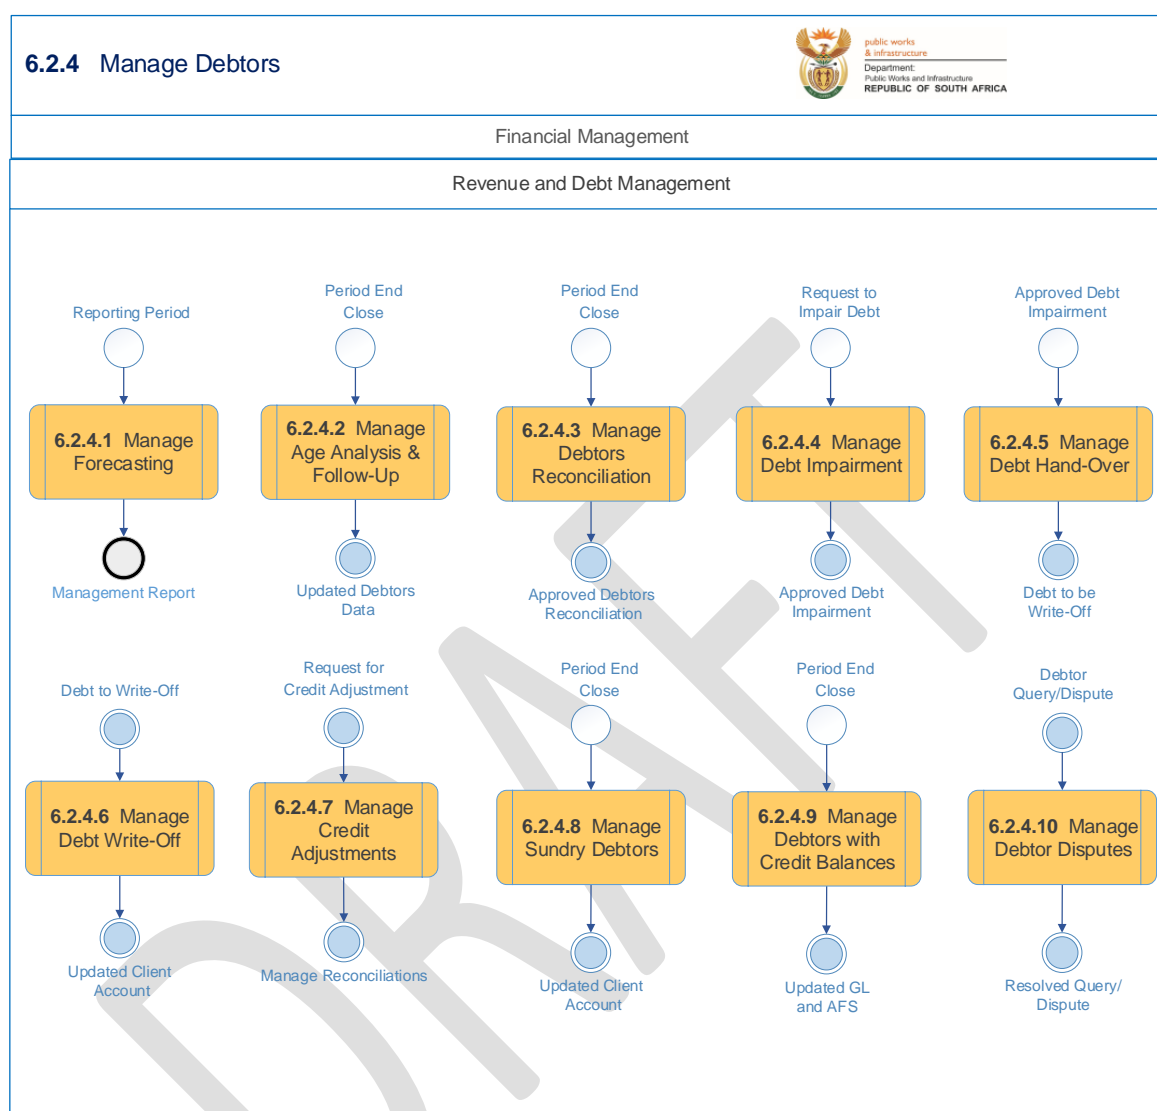 6.2.4 Manage Debtors
public works
& infrastructure
Department:
Public Works and Infrastructure
REPUBLIC OF SOUTH AFRICA
Financial Management
Revenue and Debt Management
Reporting Period
Period End
Close
Period End
Close
Request to
Impair Debt
Approved Debt
Impairment
6.2.4.1 Manage
Forecasting
6.2.4.2 Manage
Age Analysis &
Follow-Up
6.2.4.3 Manage
Debtors
Reconciliation
6.2.4.4 Manage
Debt Impairment
6.2.4.5 Manage
Debt Hand-Over
Management Report
Updated Debtors
Data
Approved Debtors
Reconciliation
Approved Debt
Impairment
Debt to be
Write-Off
Debt to Write-Off
Request for
Credit Adjustment
Period End
Close
Period End
Close
Debtor
Query/Dispute
6.2.4.6 Manage
Debt Write-Off
6.2.4.7 Manage
Credit
Adjustments
6.2.4.8 Manage
Sundry Debtors
6.2.4.9 Manage
Debtors with
Credit Balances
6.2.4.10 Manage
Debtor Disputes
Updated Client
Account
Manage Reconciliations
Updated Client
Account
Updated GL
and AFS
Resolved Query/
Dispute
DRAFT